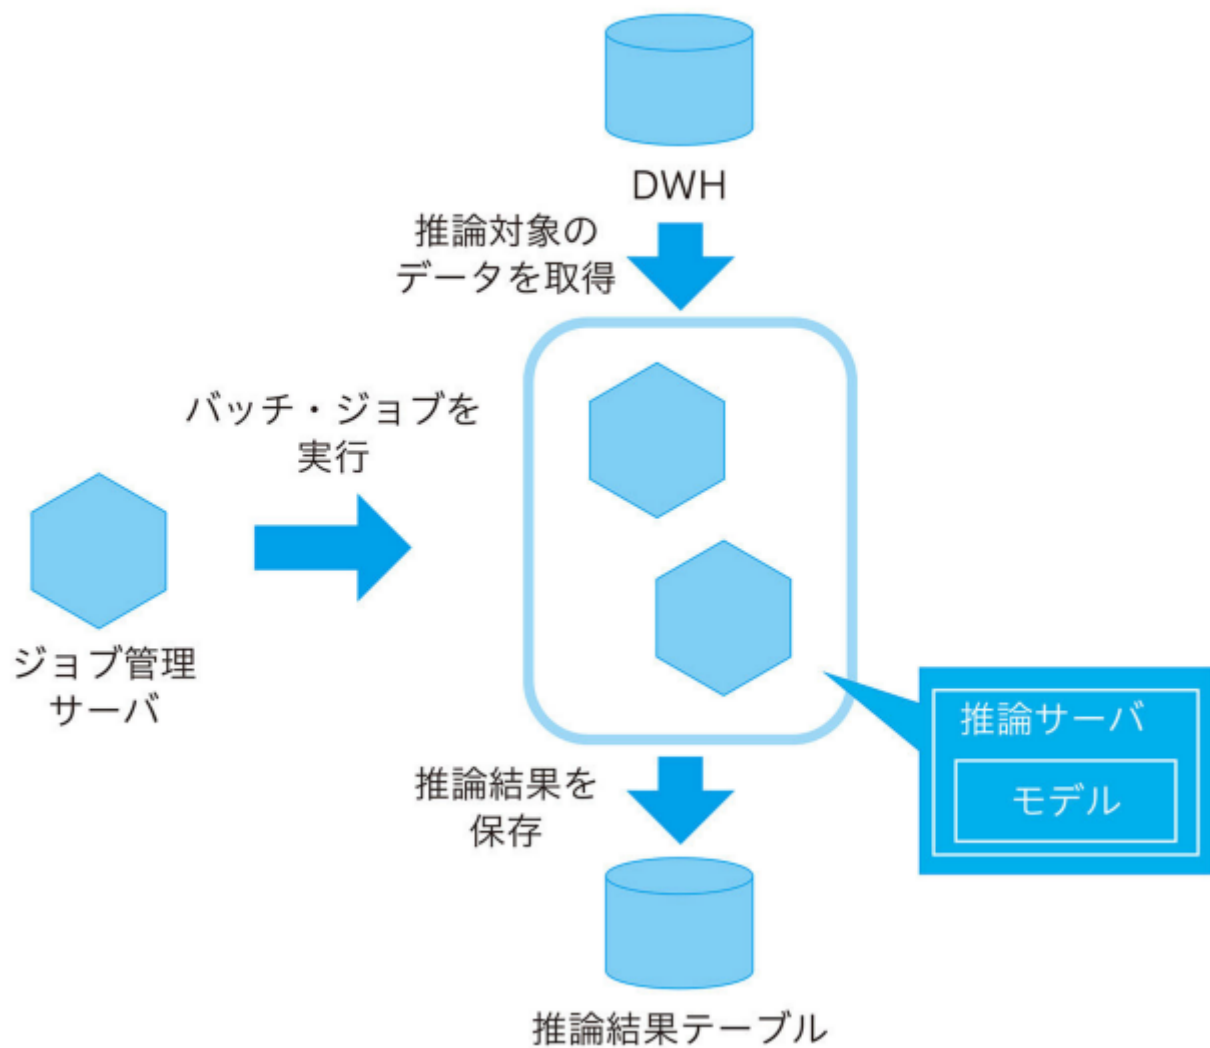 DWH
推論対象の
データを取得
バッチ・ジョブを
実行
ジョブ管理
サーバ
推論サーバ
モデル
推論結果を
保存
推論結果テーブル